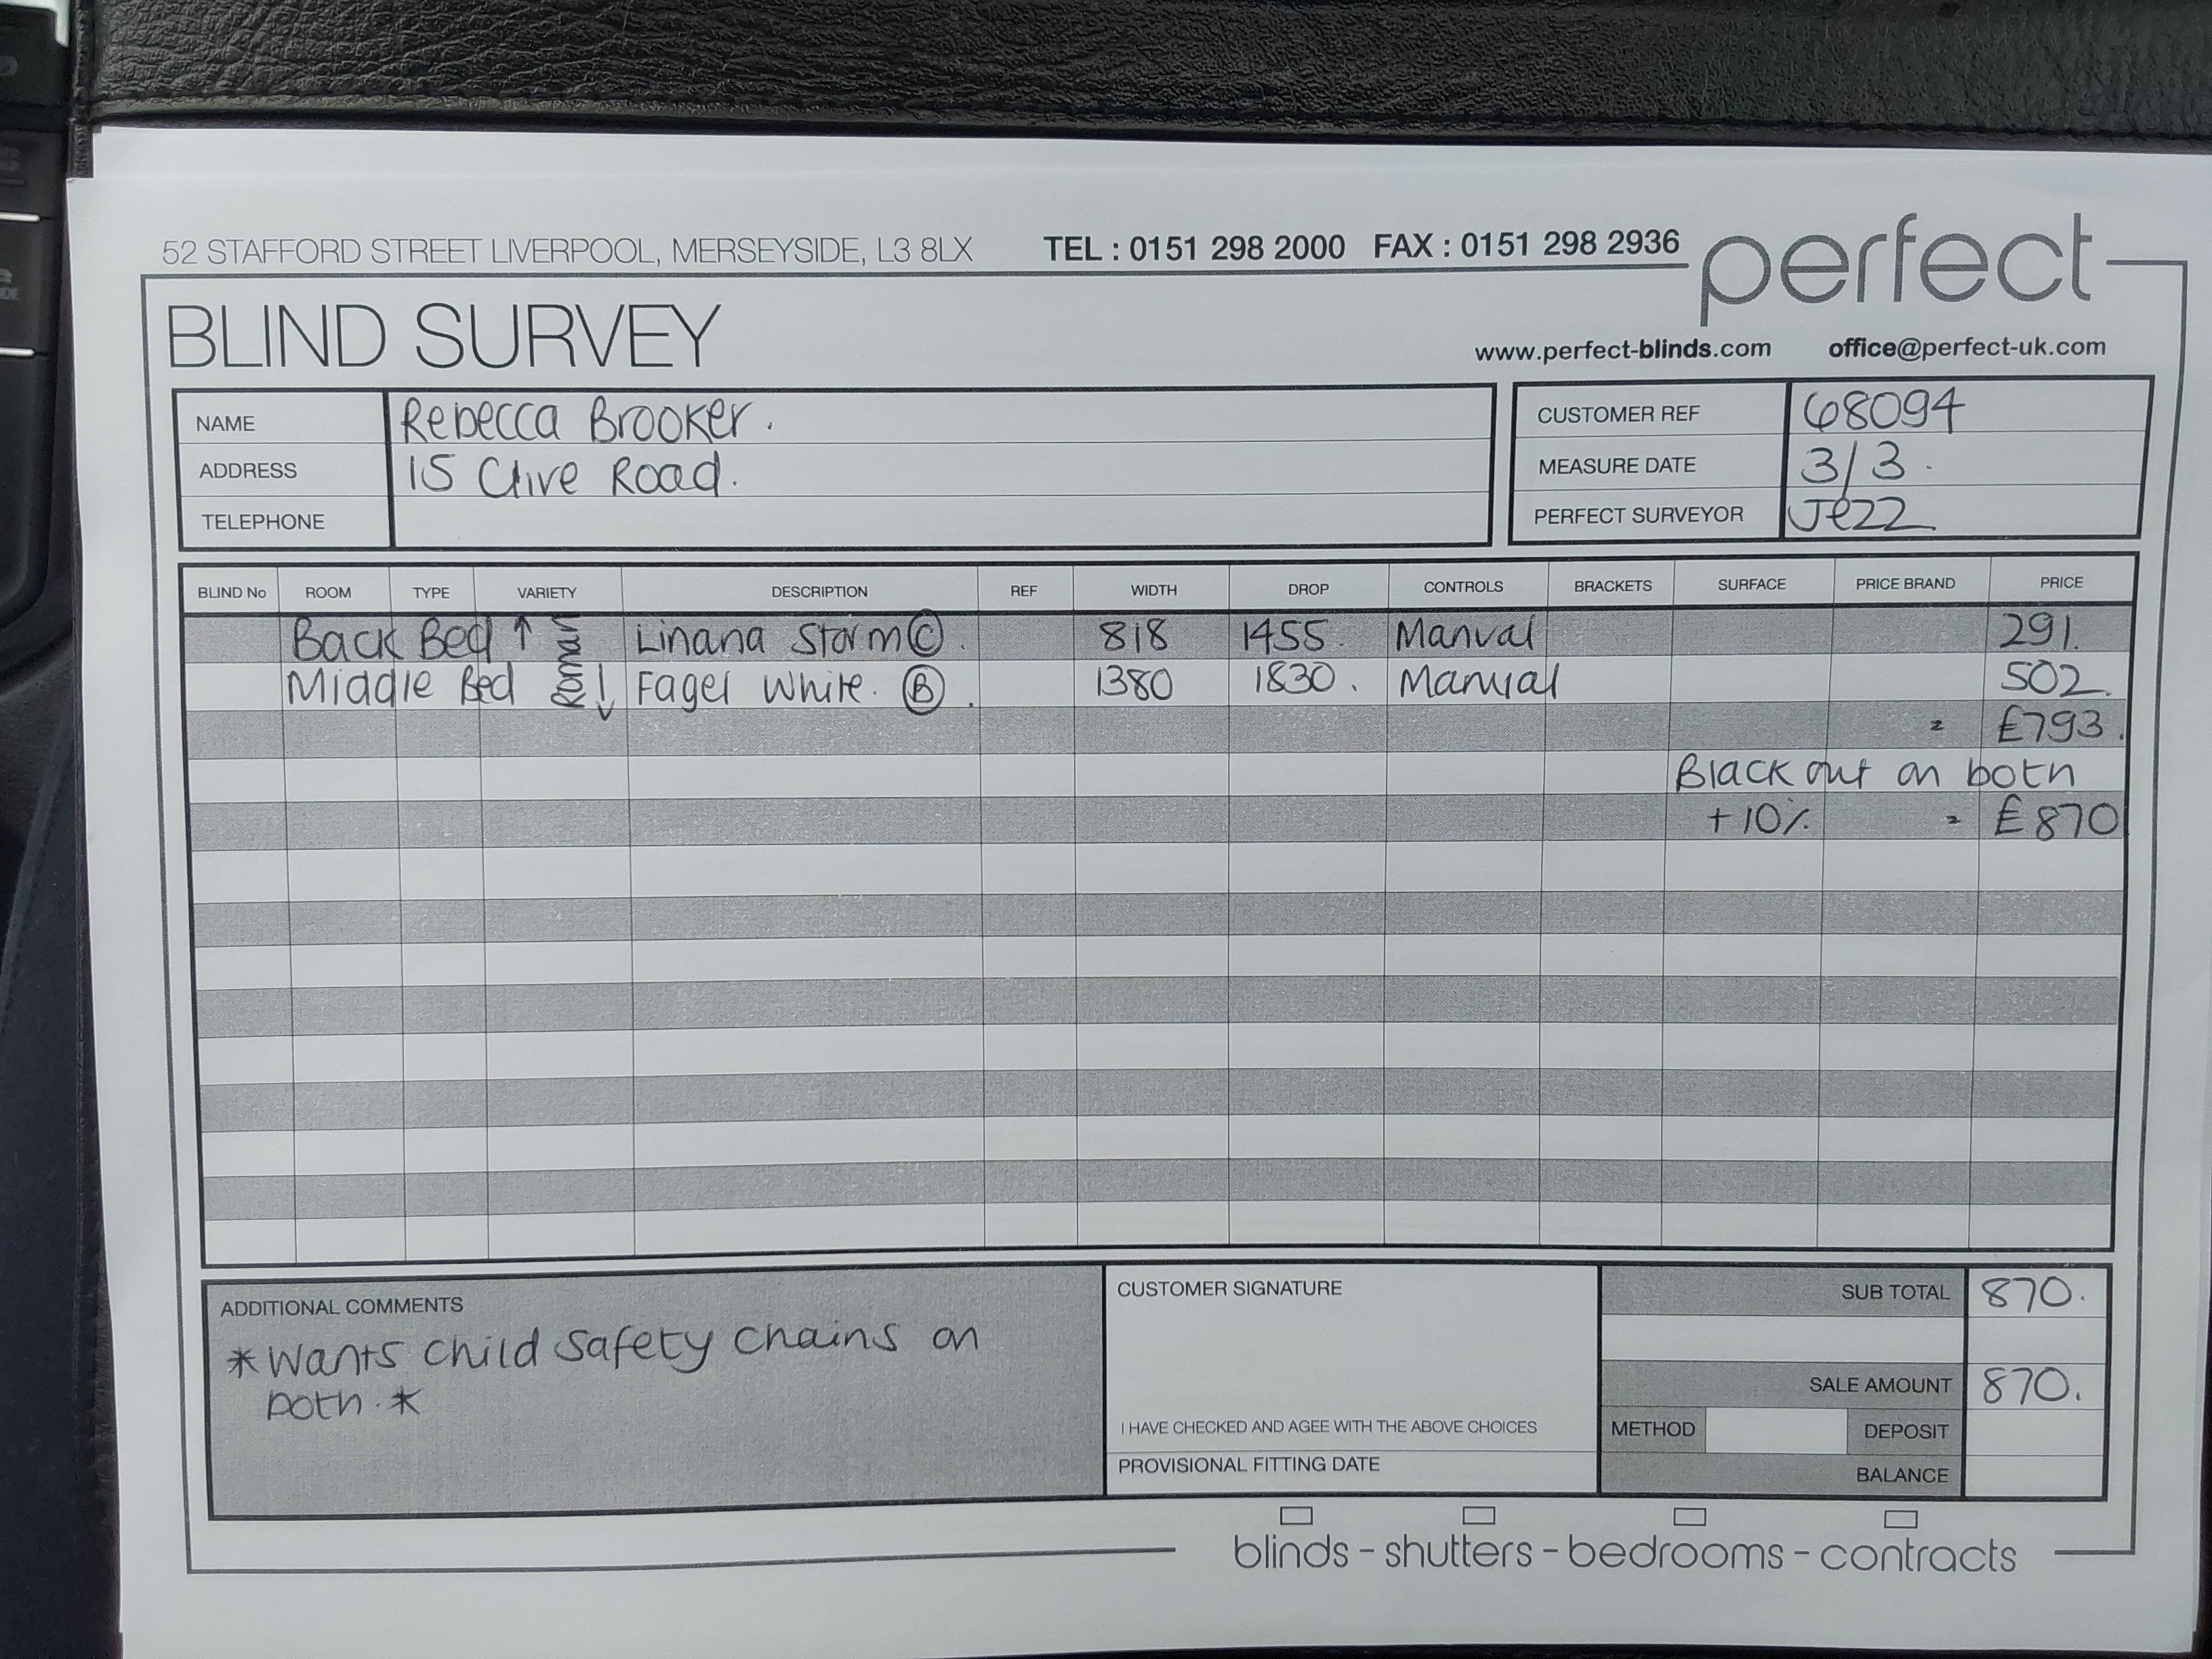 52 STAFFORD STREET LIVERPOOL, MERSEYSIDE, L3 8LX TEL : 0151 298 2000 FAX : 0151 298 2936 perfect
BLIND SURVEY
www.perfect-blinds.com office@perfect-uk.com
NAME Rebecca Brooker. CUSTOMER REF 68094
ADDRESS 15 Clive Road. MEASURE DATE 3/3.
TELEPHONE PERFECT SURVEYOR Jezz
BLIND No ROOM TYPE VARIETY DESCRIPTION REF WIDTH DROP CONTROLS BRACKETS SURFACE PRICE BRAND PRICE
Back Bed ↑ Roman Linana Storm Ⓒ. 818 1455. Manual 291.
Middle Bed ↓ Fagel White. Ⓑ. 1380 1830. Manual 502.
= £793.
Black out on both
+10% = £870
ADDITIONAL COMMENTS CUSTOMER SIGNATURE SUB TOTAL 870.
*Wants child safety chains on
both.*
SALE AMOUNT 870.
I HAVE CHECKED AND AGEE WITH THE ABOVE CHOICES METHOD DEPOSIT
PROVISIONAL FITTING DATE BALANCE
blinds - shutters - bedrooms - contracts